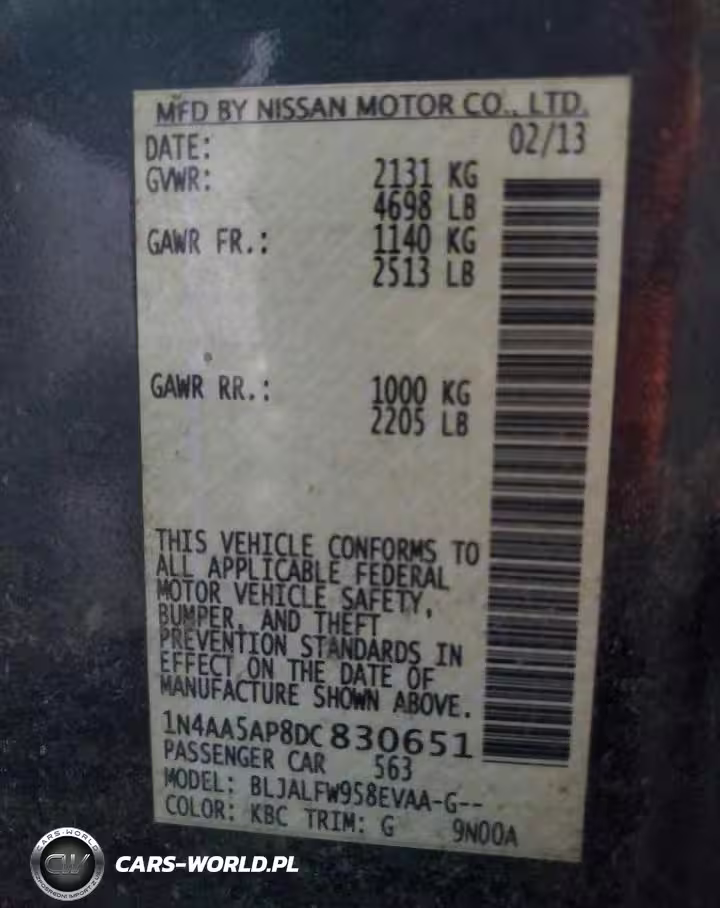 MFD BY NISSAN MOTOR CO., LTD.
DATE: 02/13
GVWR: 2131 KG
4698 LB
GAWR FR.: 1140 KG
2513 LB
GAWR RR.: 1000 KG
2205 LB
THIS VEHICLE CONFORMS TO
ALL APPLICABLE FEDERAL
MOTOR VEHICLE SAFETY,
BUMPER, AND THEFT
PREVENTION STANDARDS IN
EFFECT ON THE DATE OF
MANUFACTURE SHOWN ABOVE.
1N4AA5AP8DC830651
PASSENGER CAR 563
MODEL: BLJALFW958EVAA-G--
COLOR: KBC TRIM: G 9N00A
CW
CARS-WORLD.PL